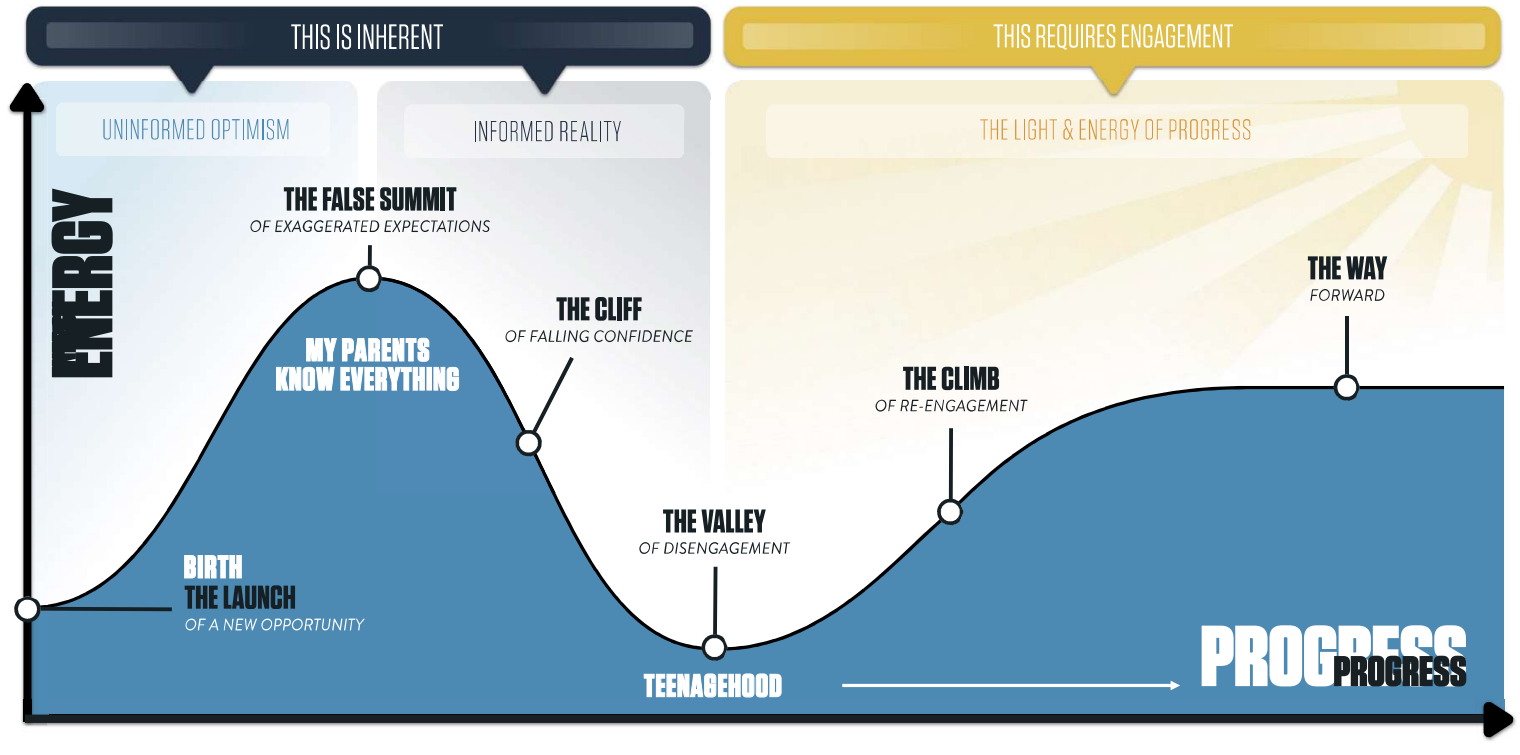 THIS IS INHERENT
THIS REQUIRES ENGAGEMENT
UNINFORMED OPTIMISM
INFORMED REALITY
THE LIGHT & ENERGY OF PROGRESS
ENERGY
THE FALSE SUMMIT
OF EXAGGERATED EXPECTATIONS
MY PARENTS
KNOW EVERYTHING
THE CLIFF
OF FALLING CONFIDENCE
THE WAY
FORWARD
THE CLIMB
OF RE-ENGAGEMENT
THE VALLEY
OF DISENGAGEMENT
BIRTH
THE LAUNCH
OF A NEW OPPORTUNITY
TEENAGEHOOD
PROGRESS
PROGRESS